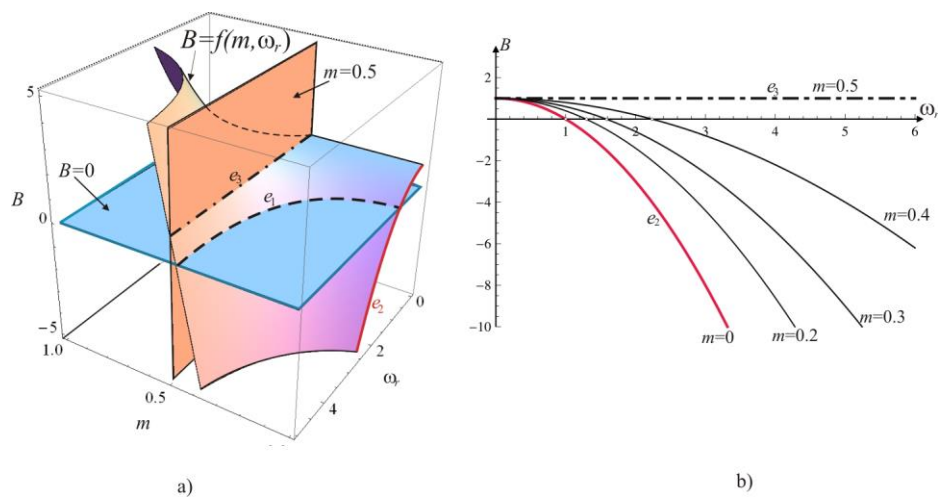 B=f(m,ωr)
m=0.5
5
B=0
B
0
e3
e1
e2
-5
1.0
0.5
m
0
2
4
ωr
a)
B
2
e3 m=0.5
ωr
1 2 3 4 5 6
-2
-4
-6
-8
-10
e2
m=0.4
m=0.3
m=0.2
m=0
b)